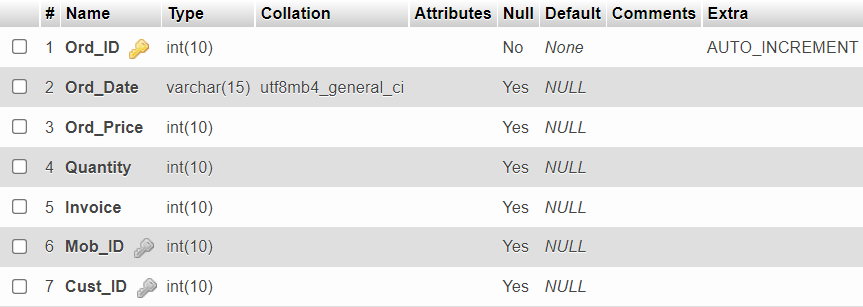 # Name Type Collation Attributes Null Default Comments Extra
1 Ord_ID int(10) No None AUTO_INCREMENT
2 Ord_Date varchar(15) utf8mb4_general_ci Yes NULL
3 Ord_Price int(10) Yes NULL
4 Quantity int(10) Yes NULL
5 Invoice int(10) Yes NULL
6 Mob_ID int(10) Yes NULL
7 Cust_ID int(10) Yes NULL